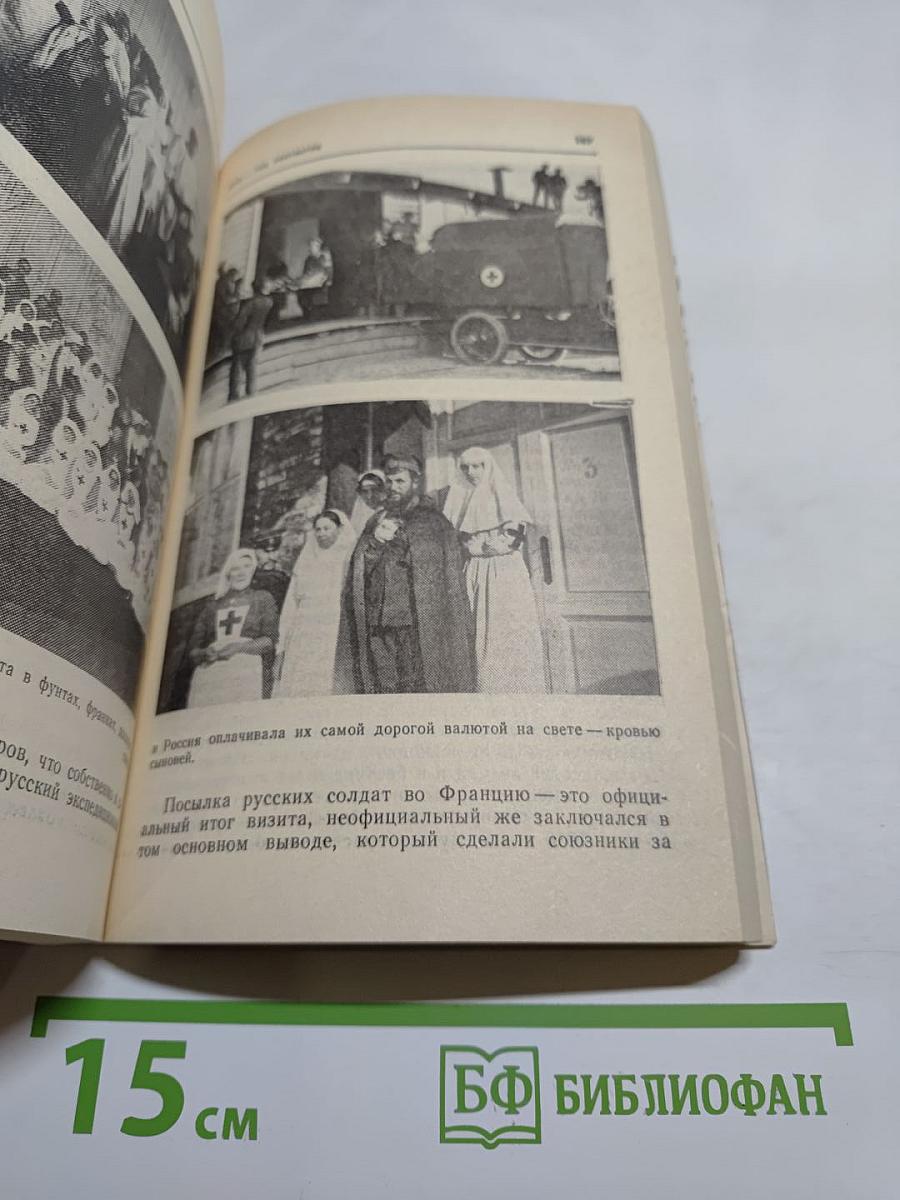 та в фунтах, франках,
ров, что собственно
русский экспедицион
3
и Россия оплачивала их самой дорогой валютой на свете — кровью
сыновей.
Посылка русских солдат во Францию — это офици-
альный итог визита, неофициальный же заключался в
том основном выводе, который сделали союзники за
15 см
БФ БИБЛИОФАН